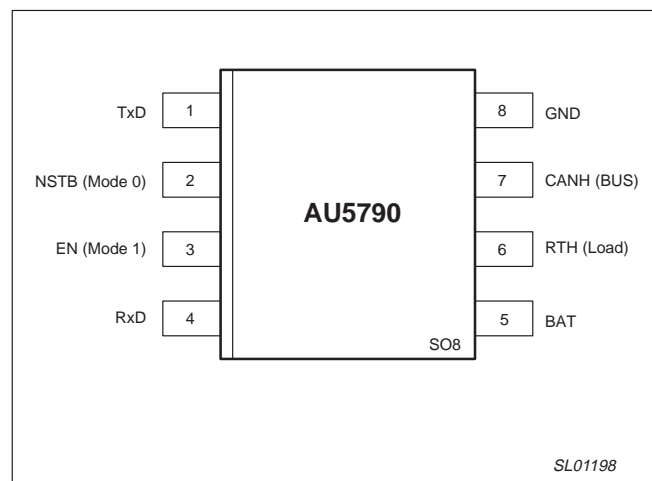 TxD 1 8 GND
NSTB (Mode 0) 2 7 CANH (BUS)
AU5790
EN (Mode 1) 3 6 RTH (Load)
RxD 4 5 BAT
SO8
SL01198